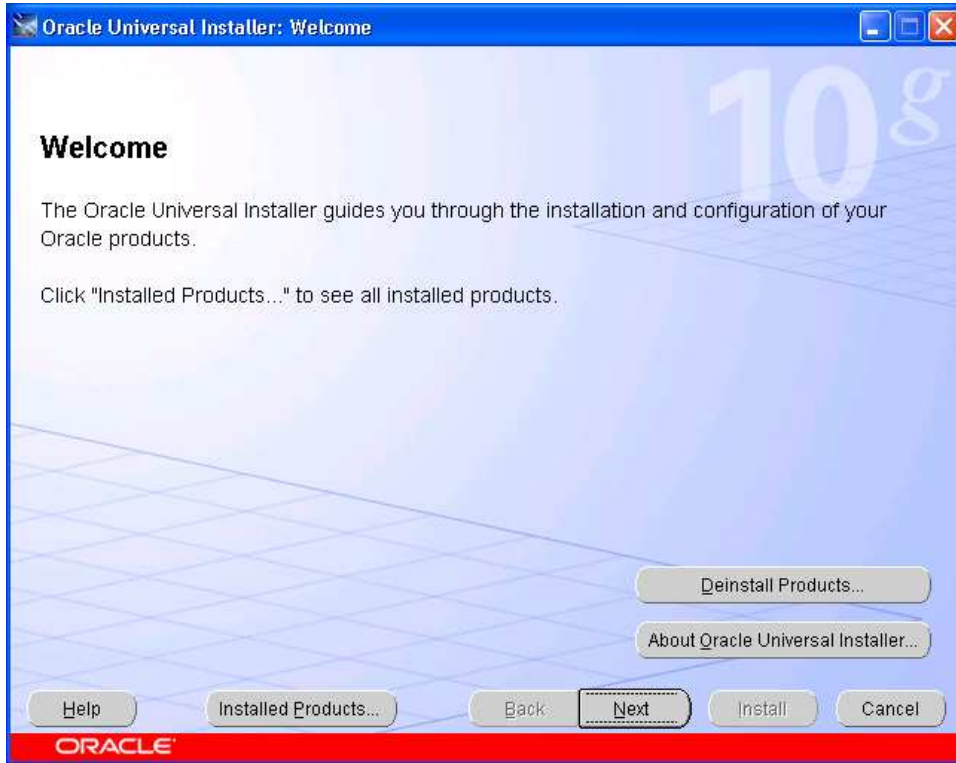 Oracle Universal Installer: Welcome
10g
Welcome
The Oracle Universal Installer guides you through the installation and configuration of your
Oracle products.
Click "Installed Products..." to see all installed products.
Deinstall Products...
About Oracle Universal Installer...
Help Installed Products... Back Next Install Cancel
ORACLE